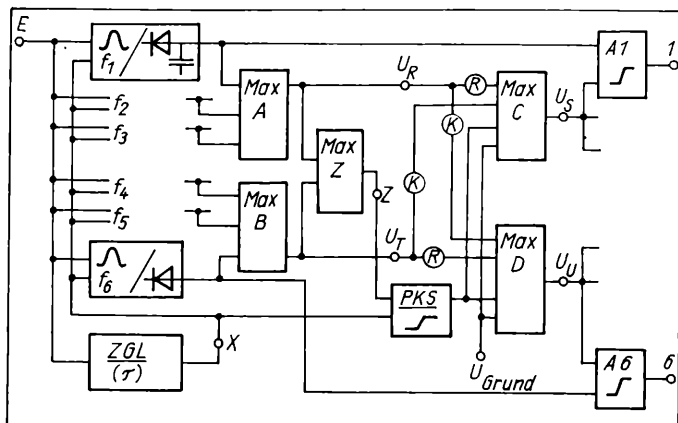 E
f₁
f₂
f₃
f₄
f₅
f₆
ZGL
(τ)
X
Max
A
Max
B
Max
Z
Z
U_R
U_T
R
K
K
R
PKS
Max
C
Max
D
U_Grund
U_S
U_U
A1
1
A6
6